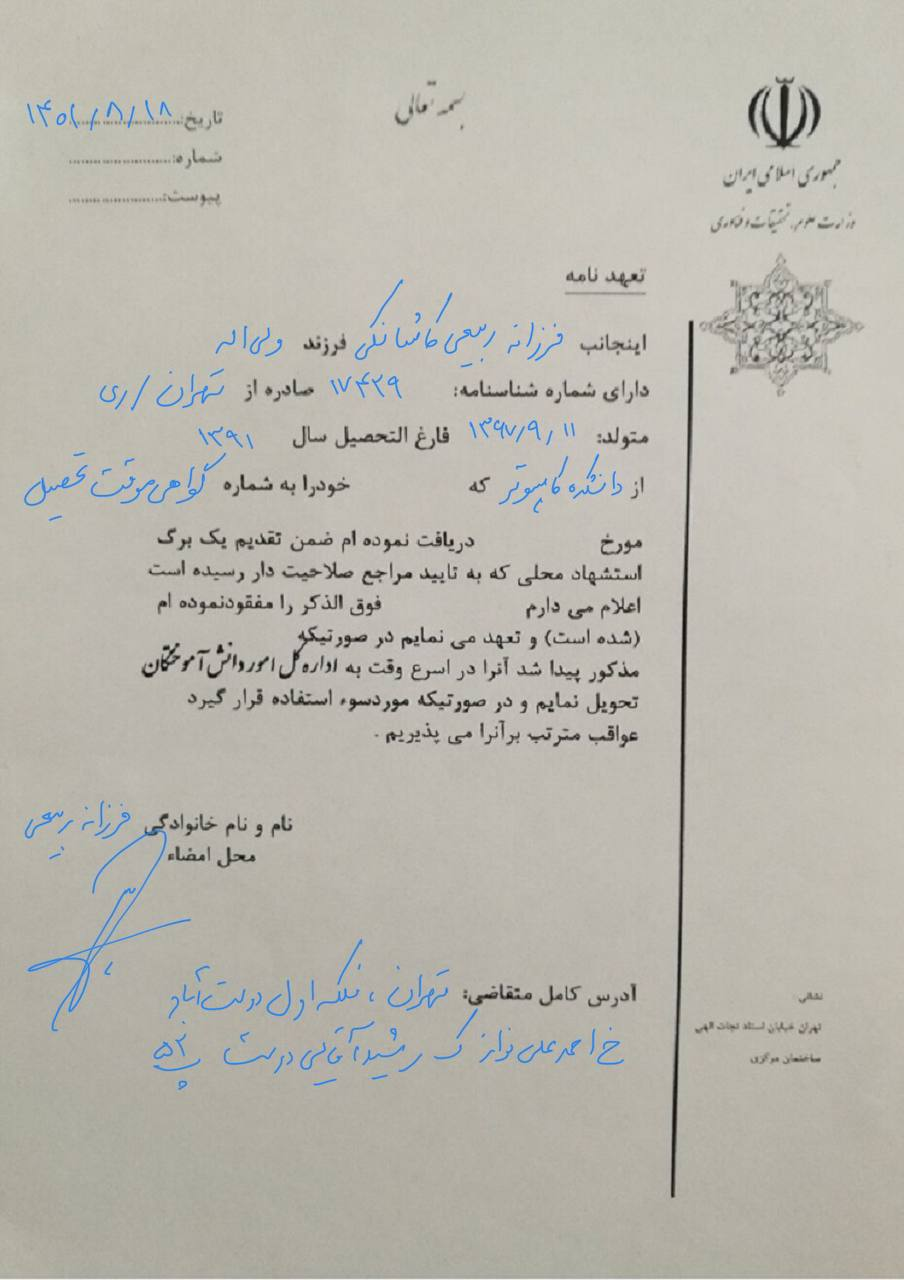 بسمه تعالی
جمهوری اسلامی ایران
وزارت علوم، تحقیقات و فناوری
تاریخ: ۱۴۰۲/۸/۱۸
شماره:
پیوست:
تعهد نامه
اینجانب فرزانه ربیعی کاشانکی فرزند ولی اله
دارای شماره شناسنامه: ۱۷۴۲۹ صادره از تهران/ری
متولد: ۱۳۶۷/۹/۱۱ فارغ التحصیل سال ۱۳۹۱
از دانشکده کامپیوتر که خودرا به شماره گواهی موقت تحصیل
مورخ دریافت نموده ام ضمن تقدیم یک برگ
استشهاد محلی که به تایید مراجع صلاحیت دار رسیده است
اعلام می دارم فوق الذکر را مفقودنموده ام
(شده است) و تعهد می نمایم در صورتیکه
مذکور پیدا شد آنرا در اسرع وقت به اداره کل امور دانش آموختگان
تحویل نمایم و در صورتیکه موردسوء استفاده قرار گیرد
عواقب مترتب برآنرا می پذیریم .
نام و نام خانوادگی فرزانه ربیعی
محل امضاء
آدرس کامل متقاضی: تهران ، فلکه اول دولت آباد
خ احمد علی نواز ک رشید آقایی دوست پ
نشانی:
تهران خیابان استاد نجات الهی
ساختمان مرکزی